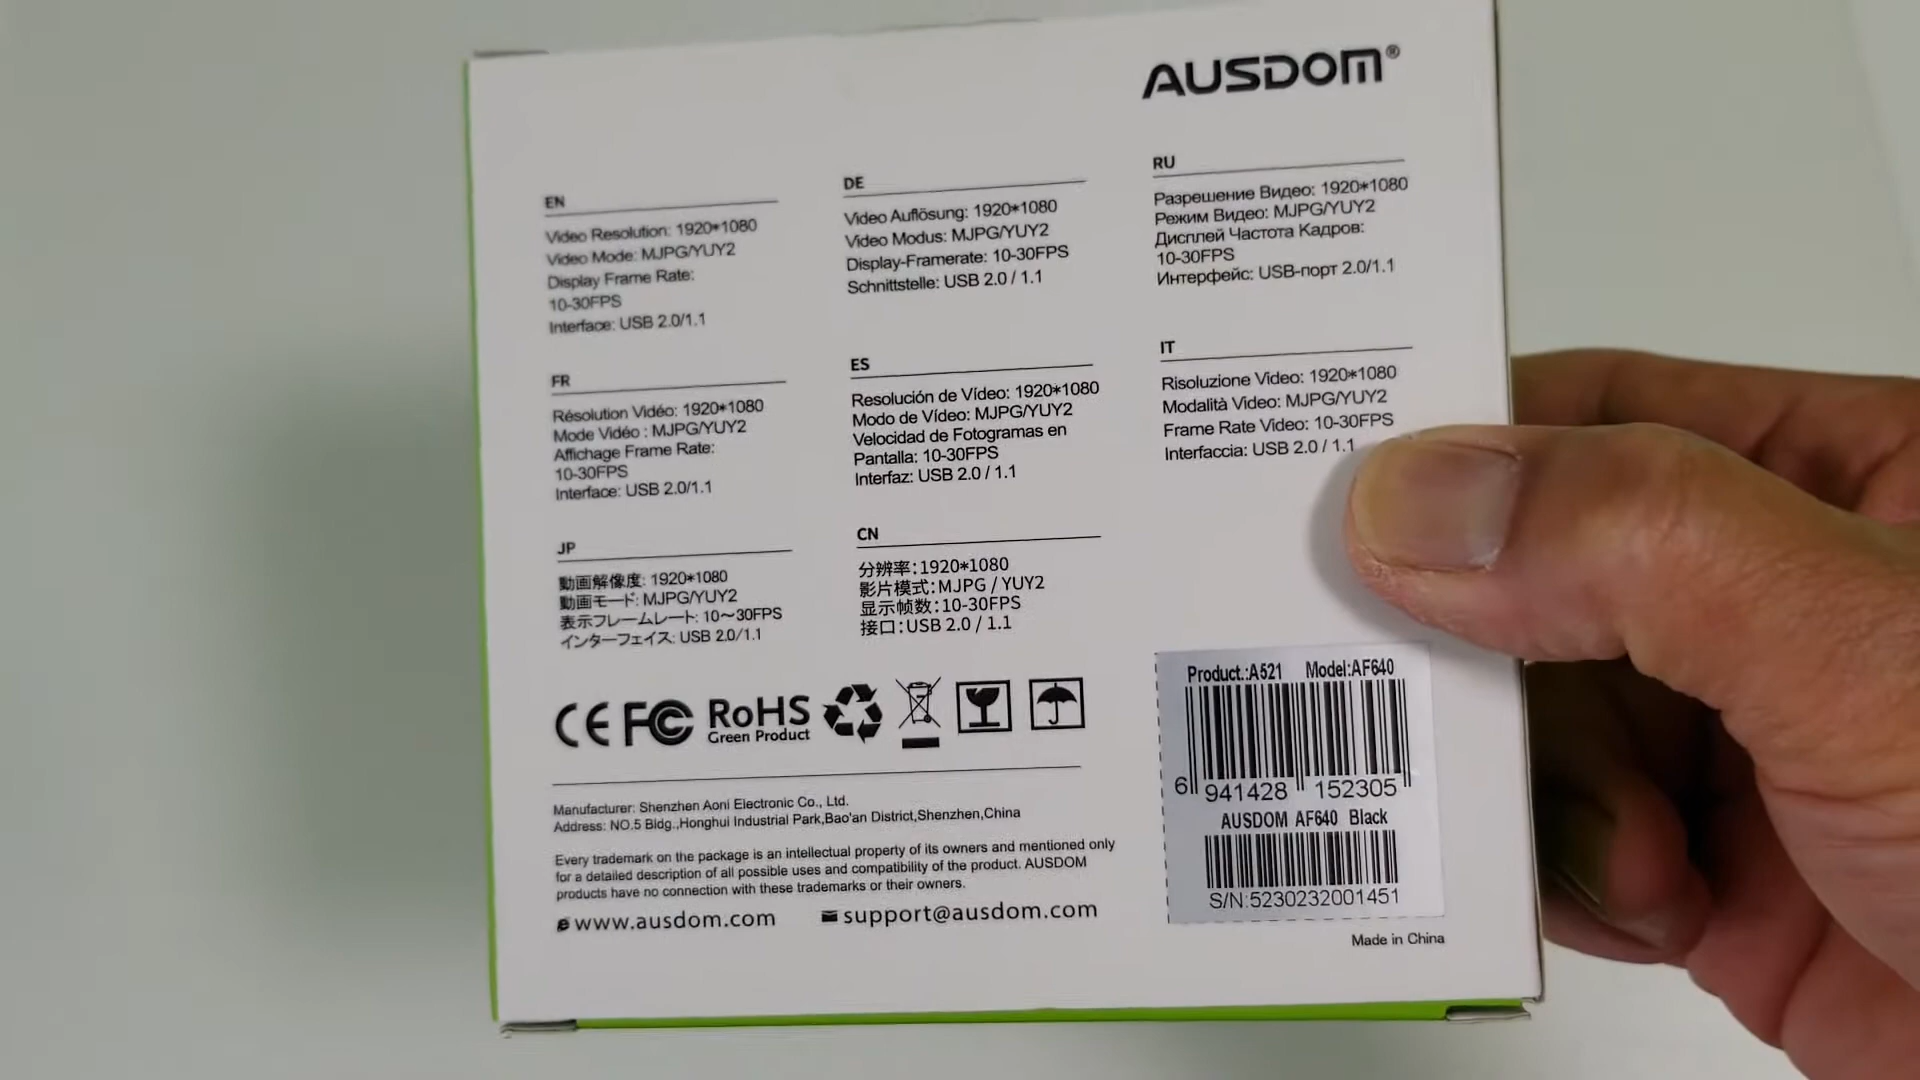 AUSDOM®
EN
Video Resolution: 1920*1080
Video Mode: MJPG/YUY2
Display Frame Rate:
10-30FPS
Interface: USB 2.0/1.1
DE
Video Auflösung: 1920*1080
Video Modus: MJPG/YUY2
Display-Framerate: 10-30FPS
Schnittstelle: USB 2.0 / 1.1
RU
Разрешение Видео: 1920*1080
Режим Видео: MJPG/YUY2
Дисплей Частота Кадров:
10-30FPS
Интерфейс: USB-порт 2.0/1.1
FR
Résolution Vidéo: 1920*1080
Mode Vidéo : MJPG/YUY2
Affichage Frame Rate:
10-30FPS
Interface: USB 2.0/1.1
ES
Resolución de Vídeo: 1920*1080
Modo de Vídeo: MJPG/YUY2
Velocidad de Fotogramas en
Pantalla: 10-30FPS
Interfaz: USB 2.0 / 1.1
IT
Risoluzione Video: 1920*1080
Modalità Video: MJPG/YUY2
Frame Rate Video: 10-30FPS
Interfaccia: USB 2.0 / 1.1
JP
動画解像度: 1920*1080
動画モード: MJPG/YUY2
表示フレームレート: 10～30FPS
インターフェイス: USB 2.0/1.1
CN
分辨率：1920*1080
影片模式：MJPG / YUY2
显示帧数：10-30FPS
接口：USB 2.0 / 1.1
CE FC RoHS
Green Product
Manufacturer: Shenzhen Aoni Electronic Co., Ltd.
Address: NO.5 Bldg.,Honghui Industrial Park,Bao'an District,Shenzhen,China
Every trademark on the package is an intellectual property of its owners and mentioned only
for a detailed description of all possible uses and compatibility of the product. AUSDOM
products have no connection with these trademarks or their owners.
www.ausdom.com support@ausdom.com
Product.:A521 Model:AF640
6 941428 152305
AUSDOM AF640 Black
S/N:5230232001451
Made in China